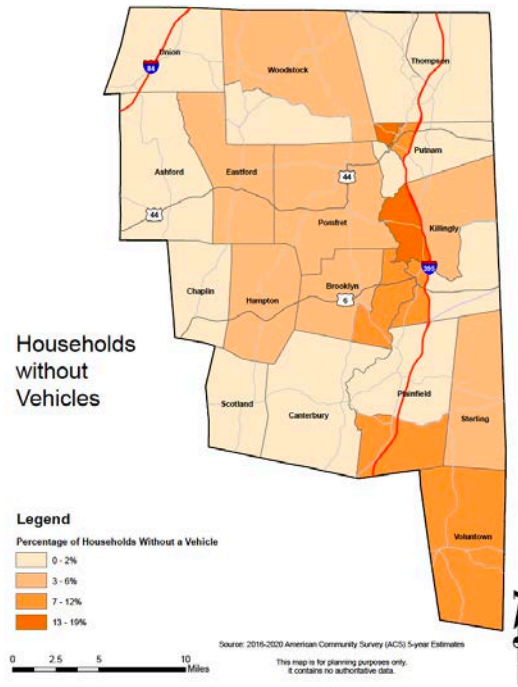 Union
84
Woodstock
Thompson
Putnam
Ashford
Eastford
44
44
Pomfret
Killingly
395
Chaplin
Hampton
Brooklyn
6
Households
without
Vehicles
Scotland
Canterbury
Plainfield
Sterling
Voluntown
Legend
Percentage of Households Without a Vehicle
0 - 2%
3 - 6%
7 - 12%
13 - 19%
Source: 2016-2020 American Community Survey (ACS) 5-year Estimates
0 2.5 5 10
Miles
This map is for planning purposes only,
it contains no authoritative data.